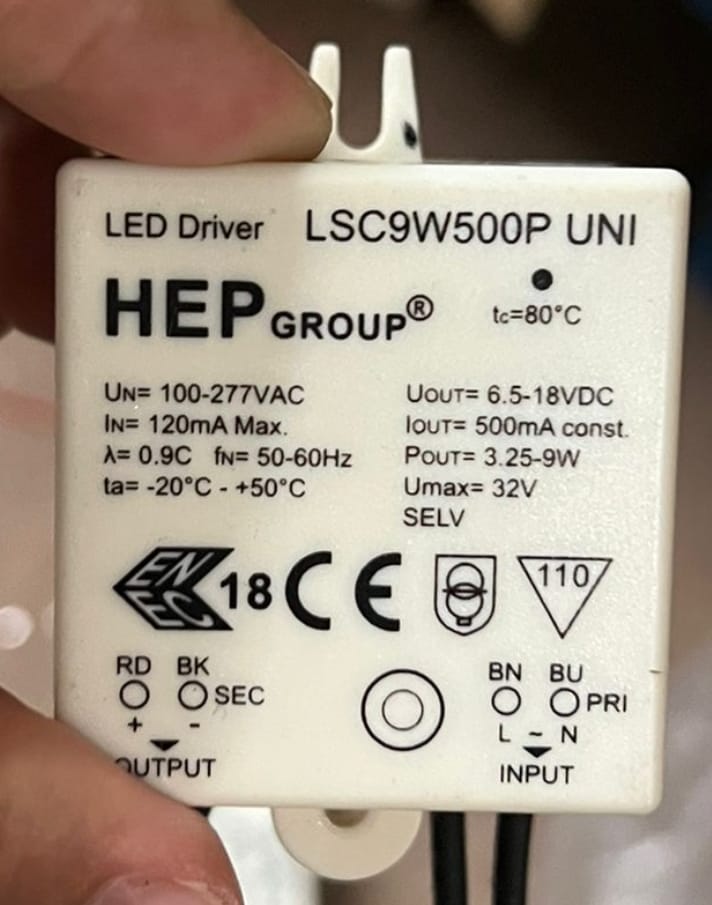 LED Driver LSC9W500P UNI
HEP GROUP®
tc=80°C
UN= 100-277VAC
IN= 120mA Max.
λ= 0.9C fN= 50-60Hz
ta= -20°C - +50°C
UOUT= 6.5-18VDC
IOUT= 500mA const.
POUT= 3.25-9W
Umax= 32V
SELV
EN
EC
18
CE
110
RD BK
SEC
+ -
OUTPUT
BN BU
PRI
L ~ N
INPUT